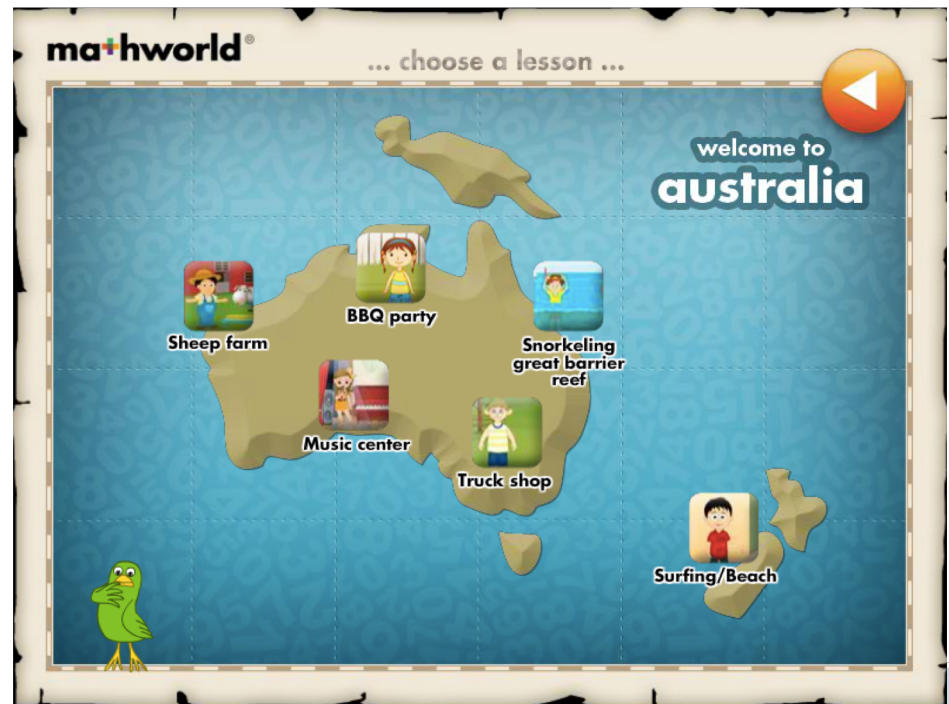 mathworld®
... choose a lesson ...
welcome to
australia
BBQ party
Sheep farm
Snorkeling
great barrier
reef
Music center
Truck shop
Surfing/Beach